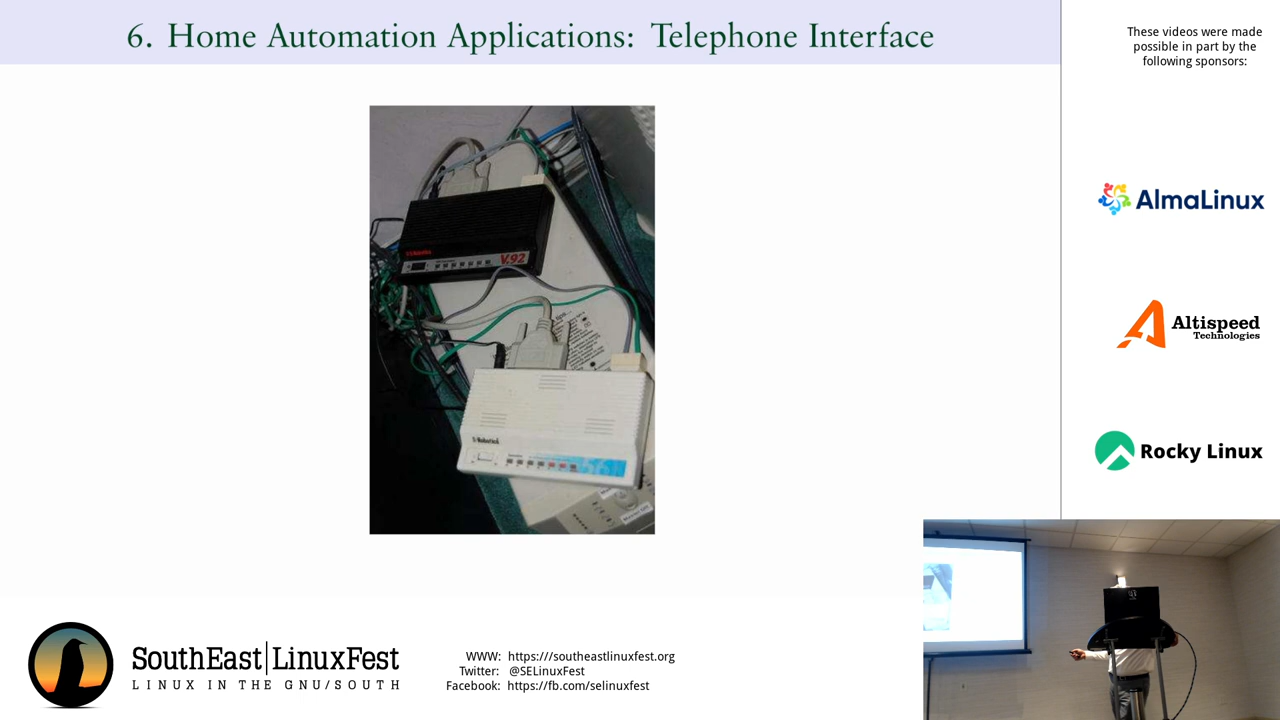 6. Home Automation Applications: Telephone Interface
These videos were made
possible in part by the
following sponsors:
AlmaLinux
V.92
Altispeed
Technologies
Rocky Linux
SouthEast|LinuxFest
LINUX IN THE GNU/SOUTH
WWW: https:///southeastlinuxfest.org
Twitter: @SELinuxFest
Facebook: https://fb.com/selinuxfest